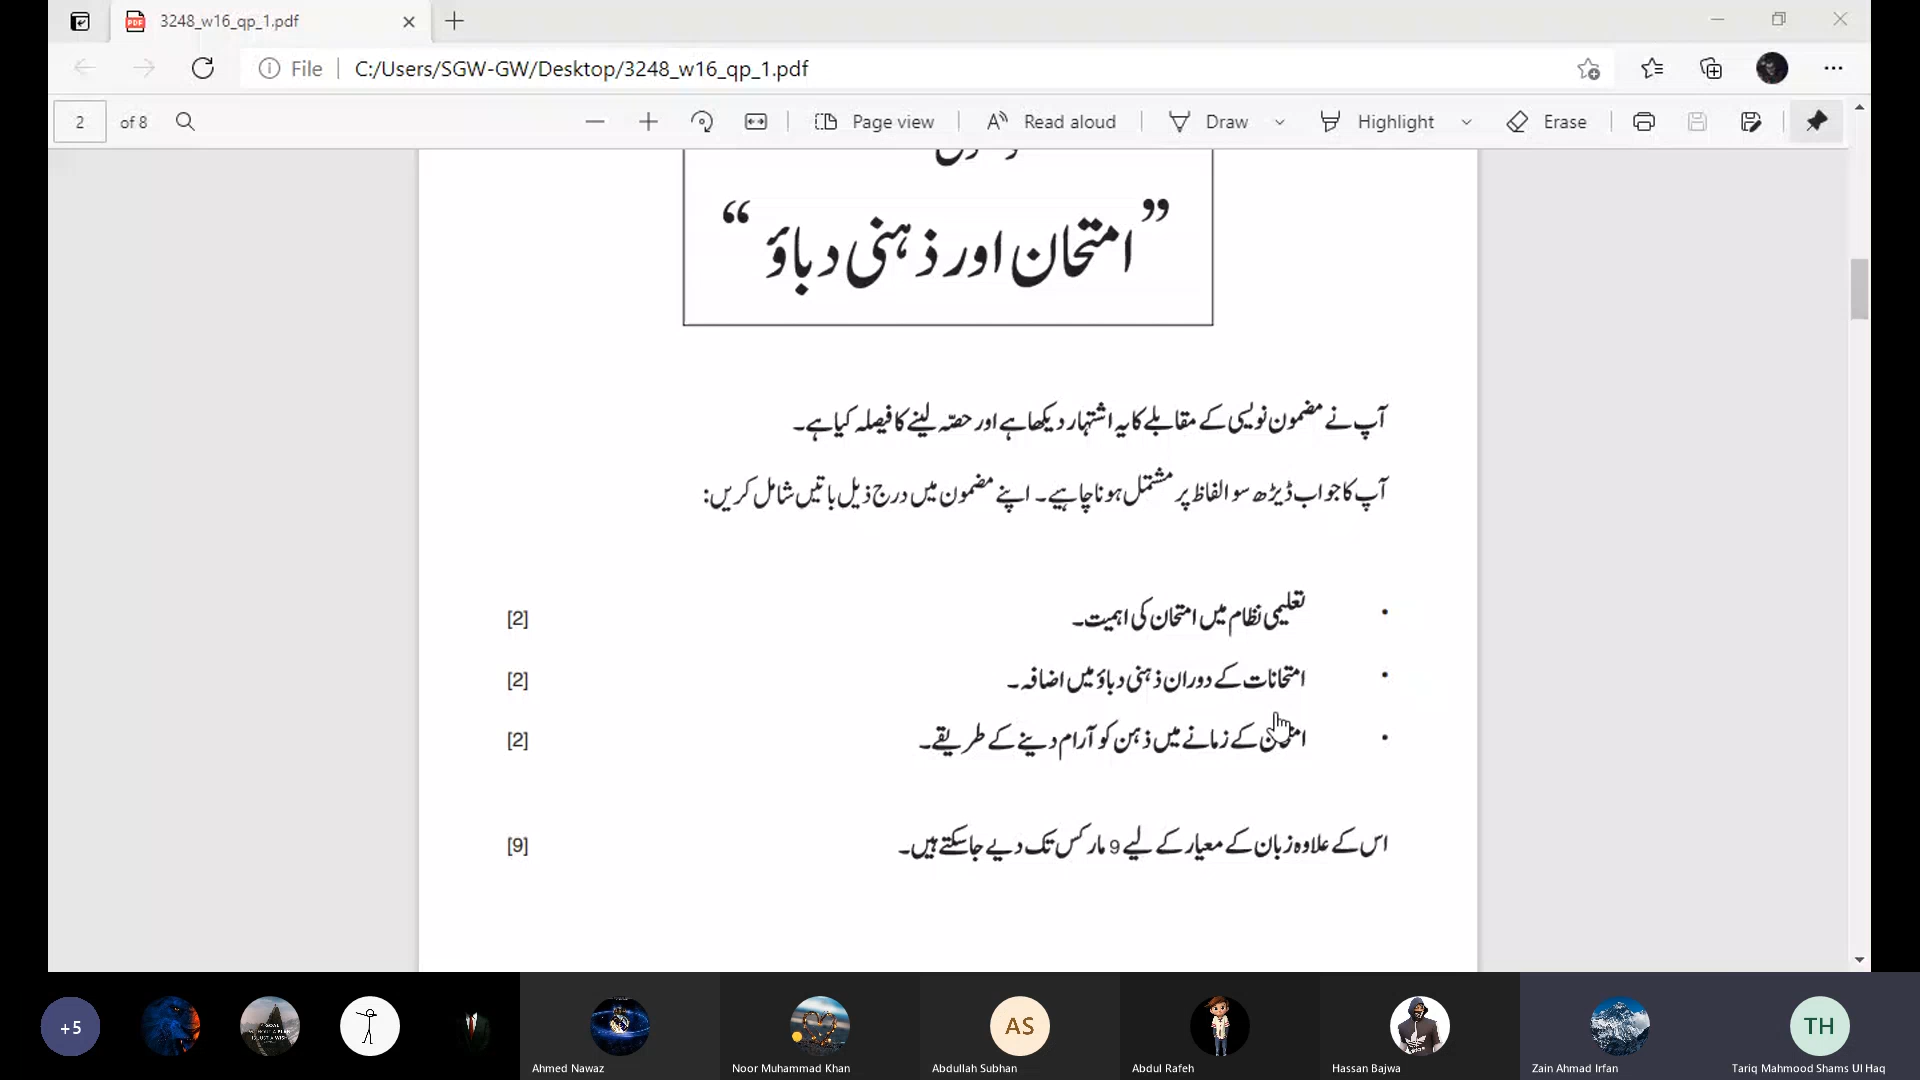 3248_w16_qp_1.pdf
File C:/Users/SGW-GW/Desktop/3248_w16_qp_1.pdf
2 of 8 Page view Read aloud Draw Highlight Erase
”امتحان اور ذہنی دباؤ“
آپ نے مضمون نویسی کے مقابلے کا یہ اشتہار دیکھا ہے اور حصّہ لینے کا فیصلہ کیا ہے۔
آپ کا جواب ڈیڑھ سو الفاظ پر مشتمل ہونا چاہیے۔ اپنے مضمون میں درج ذیل باتیں شامل کریں:
• تعلیمی نظام میں امتحان کی اہمیت۔ [2]
• امتحانات کے دوران ذہنی دباؤ میں اضافہ۔ [2]
• امتحان کے زمانے میں ذہن کو آرام دینے کے طریقے۔ [2]
اس کے علاوہ زبان کے معیار کے لیے 9 مارکس تک دیے جا سکتے ہیں۔ [9]
+5 AS TH
Ahmed Nawaz Noor Muhammad Khan Abdullah Subhan Abdul Rafeh Hassan Bajwa Zain Ahmad Irfan Tariq Mahmood Shams Ul Haq